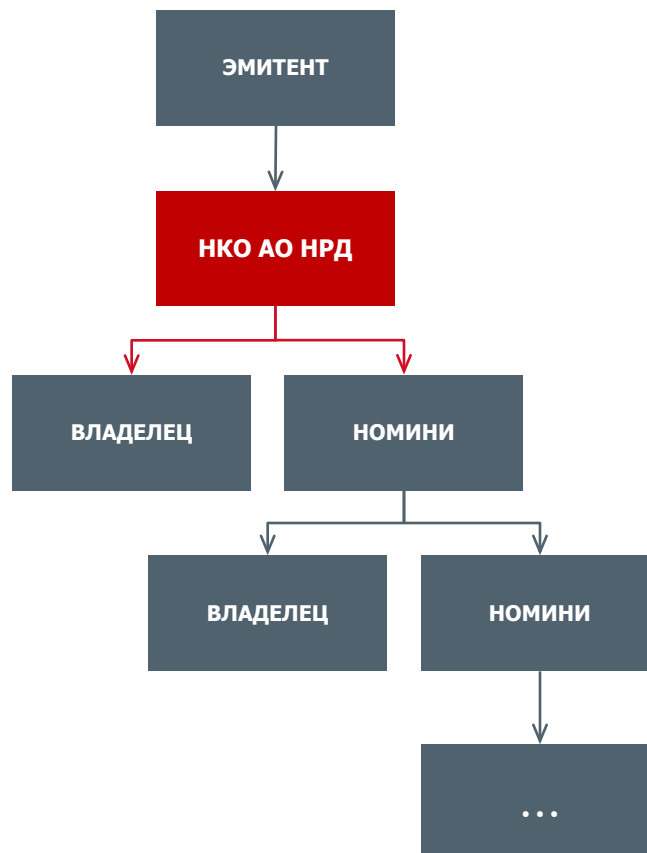 ЭМИТЕНТ
НКО АО НРД
ВЛАДЕЛЕЦ
НОМИНИ
ВЛАДЕЛЕЦ
НОМИНИ
...